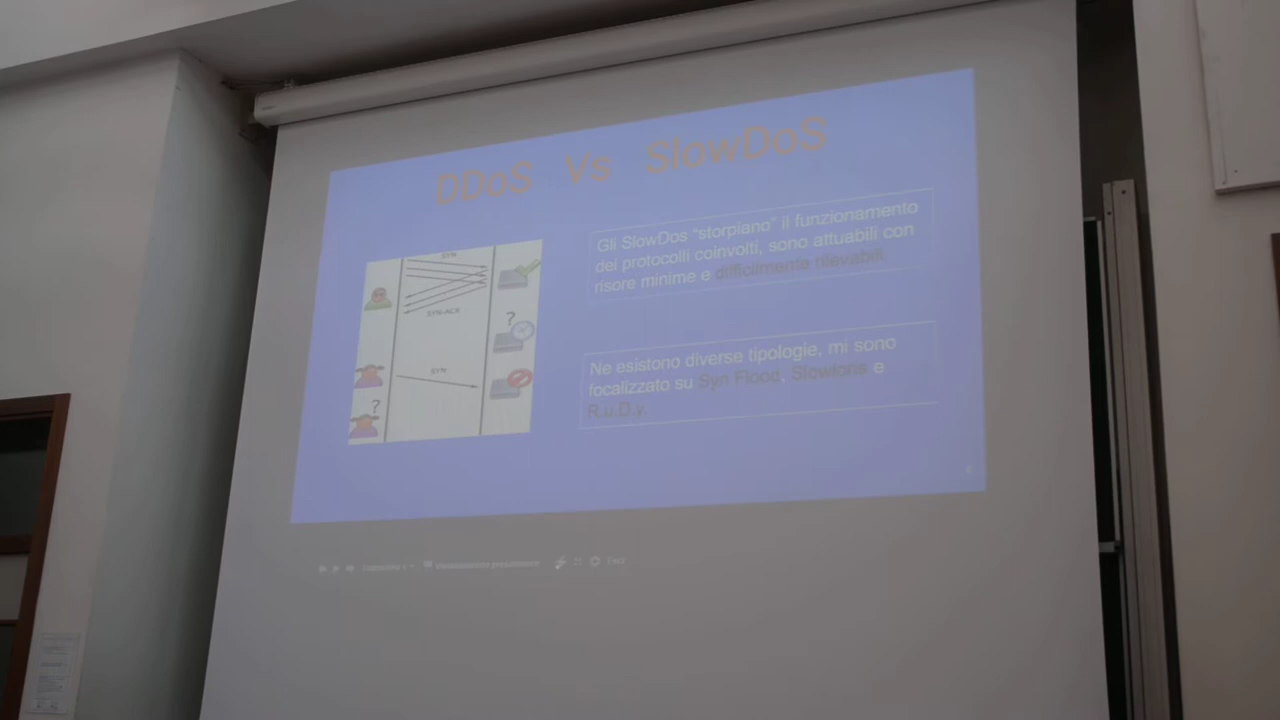 DDoS Vs SlowDoS
SYN
SYN-ACK
?
SYN
?
Gli SlowDos "storpiano" il funzionamento
dei protocolli coinvolti, sono attuabili con
risore minime e difficilmente rilevabili
Ne esistono diverse tipologie, mi sono
focalizzato su Syn Flood, Slowloris e
R.u.D.y.